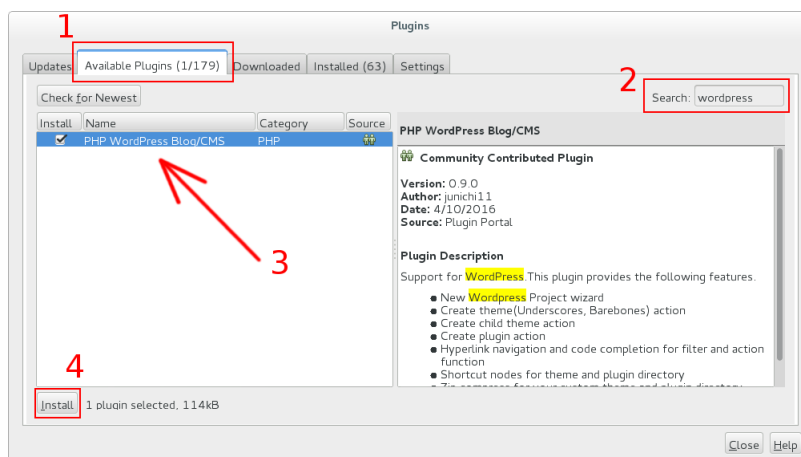 Plugins
1
Updates Available Plugins (1/179) Downloaded Installed (63) Settings
2
Check for Newest Search: wordpress
Install Name Category Source
PHP WordPress Blog/CMS PHP
PHP WordPress Blog/CMS
Community Contributed Plugin
Version: 0.9.0
Author: junichi11
Date: 4/10/2016
Source: Plugin Portal
Plugin Description
Support for WordPress.This plugin provides the following features.
New Wordpress Project wizard
Create theme(Underscores, Barebones) action
Create child theme action
Create plugin action
Hyperlink navigation and code completion for filter and action
function
Shortcut nodes for theme and plugin directory
3
4
Install 1 plugin selected, 114kB
Close Help